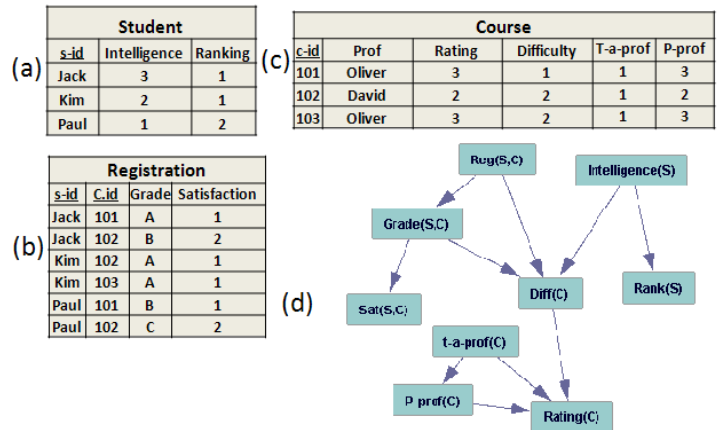 (a)
Student
s-id Intelligence Ranking
Jack 3 1
Kim 2 1
Paul 1 2
(c)
Course
c-id Prof Rating Difficulty T-a-prof P-prof
101 Oliver 3 1 1 3
102 David 2 2 1 2
103 Oliver 3 2 1 3
(b)
Registration
s-id C.id Grade Satisfaction
Jack 101 A 1
Jack 102 B 2
Kim 102 A 1
Kim 103 A 1
Paul 101 B 1
Paul 102 C 2
(d)
Rug(S,C)
Intelligence(S)
Grade(S,C)
Diff(C)
Rank(S)
Sat(S,C)
t-a-prof(C)
P prof(C)
Rating(C)